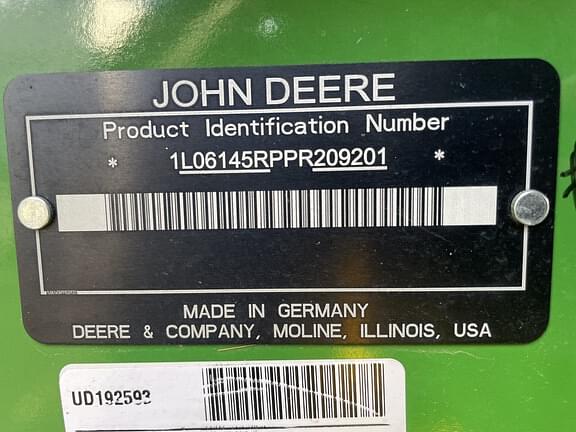 JOHN DEERE
Product Identification Number
* 1L06145RPPR209201 *
MADE IN GERMANY
DEERE & COMPANY, MOLINE, ILLINOIS, USA
UD192593